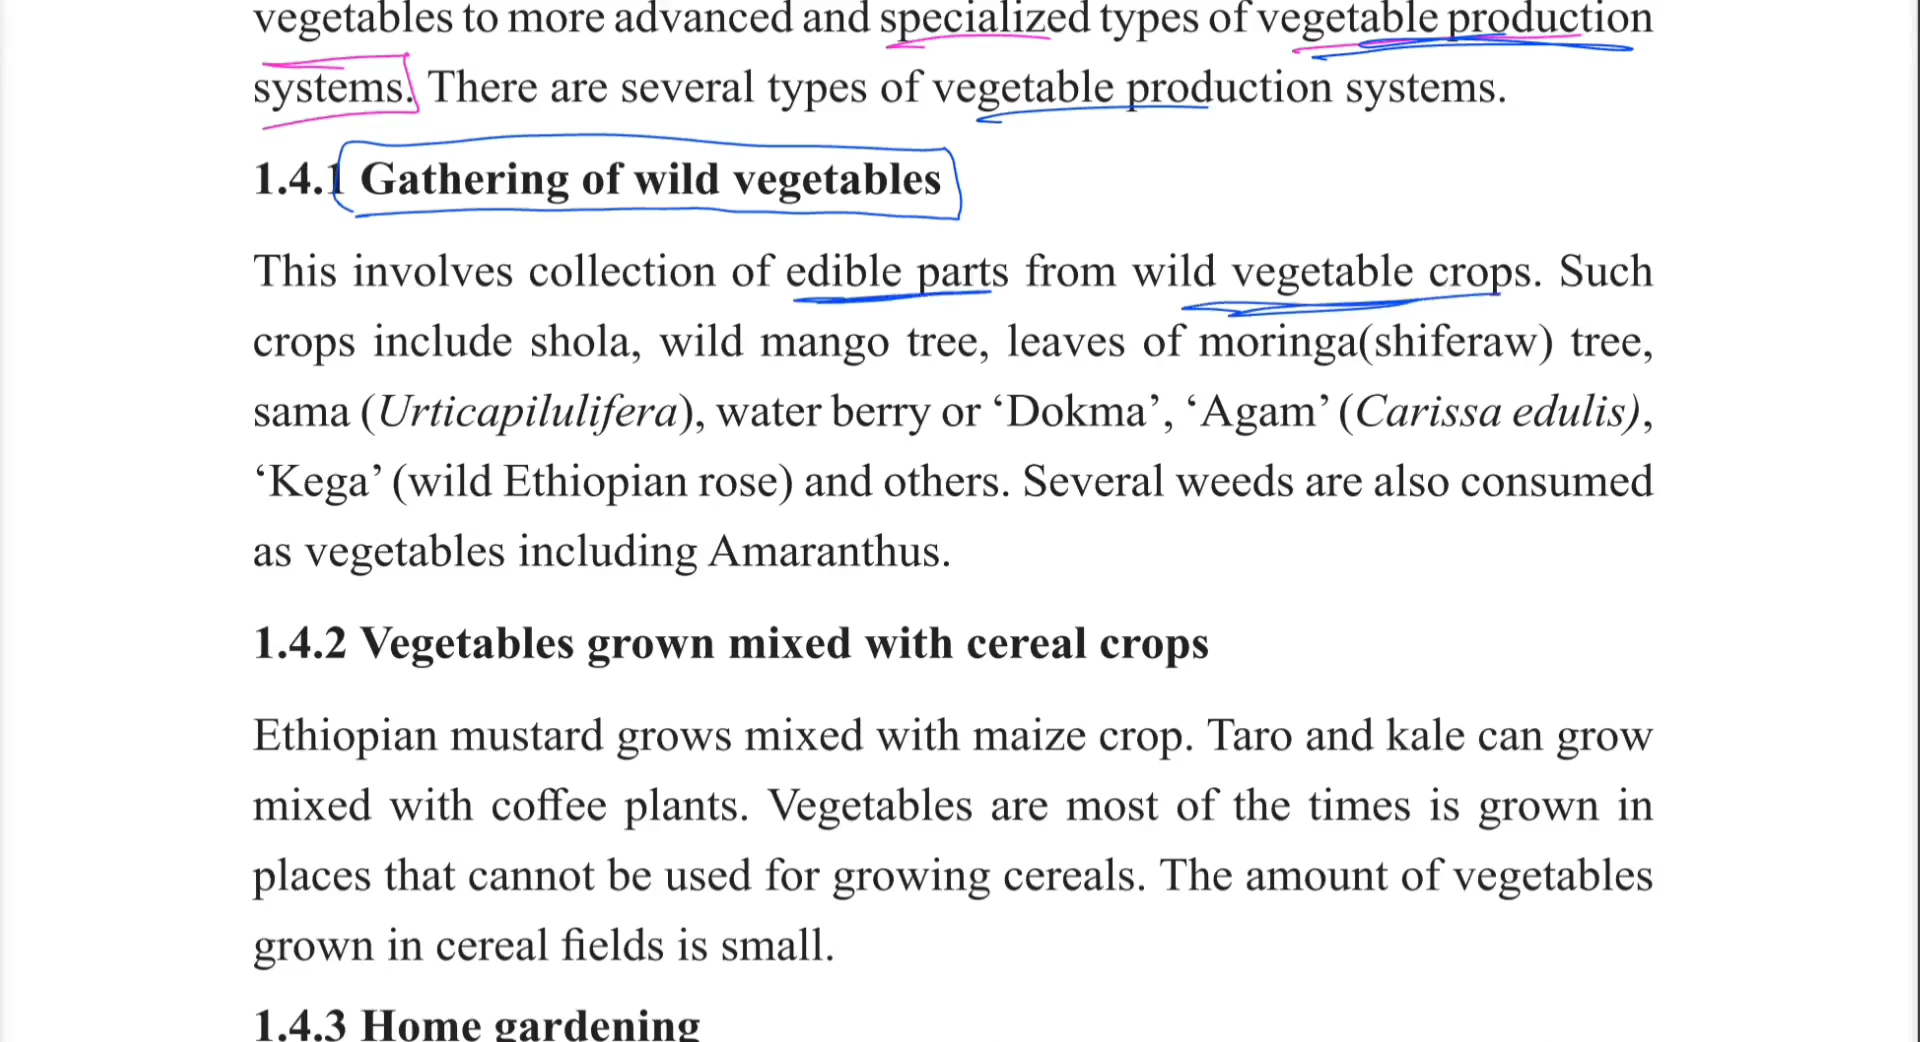 vegetables to more advanced and specialized types of vegetable production
systems. There are several types of vegetable production systems.
1.4.1 Gathering of wild vegetables
This involves collection of edible parts from wild vegetable crops. Such
crops include shola, wild mango tree, leaves of moringa(shiferaw) tree,
sama (Urticapilulifera), water berry or ‘Dokma’, ‘Agam’ (Carissa edulis),
‘Kega’ (wild Ethiopian rose) and others. Several weeds are also consumed
as vegetables including Amaranthus.
1.4.2 Vegetables grown mixed with cereal crops
Ethiopian mustard grows mixed with maize crop. Taro and kale can grow
mixed with coffee plants. Vegetables are most of the times is grown in
places that cannot be used for growing cereals. The amount of vegetables
grown in cereal fields is small.
1.4.3 Home gardening